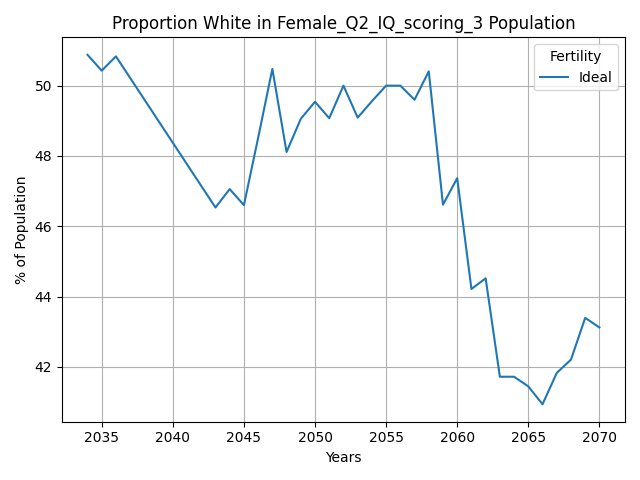 Proportion White in Female_Q2_IQ_scoring_3 Population
Fertility
Ideal
% of Population
50
48
46
44
42
2035 2040 2045 2050 2055 2060 2065 2070
Years